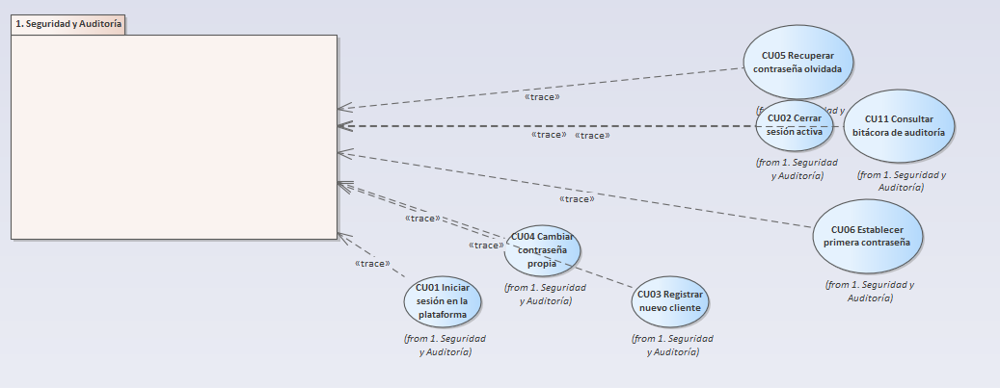 1. Seguridad y Auditoría
CU05 Recuperar
contraseña olvidada
«trace»
CU02 Cerrar
sesión activa
(from 1. Seguridad
y Auditoría)
CU11 Consultar
bitácora de auditoría
(from 1. Seguridad y
Auditoría)
«trace»
«trace»
«trace»
CU06 Establecer
primera contraseña
(from 1. Seguridad y
Auditoría)
«trace»
CU04 Cambiar
contraseña
propia
(from 1. Seguridad
y Auditoría)
«trace»
«trace»
CU01 Iniciar
sesión en la
plataforma
(from 1. Seguridad
y Auditoría)
CU03 Registrar
nuevo cliente
(from 1. Seguridad
y Auditoría)